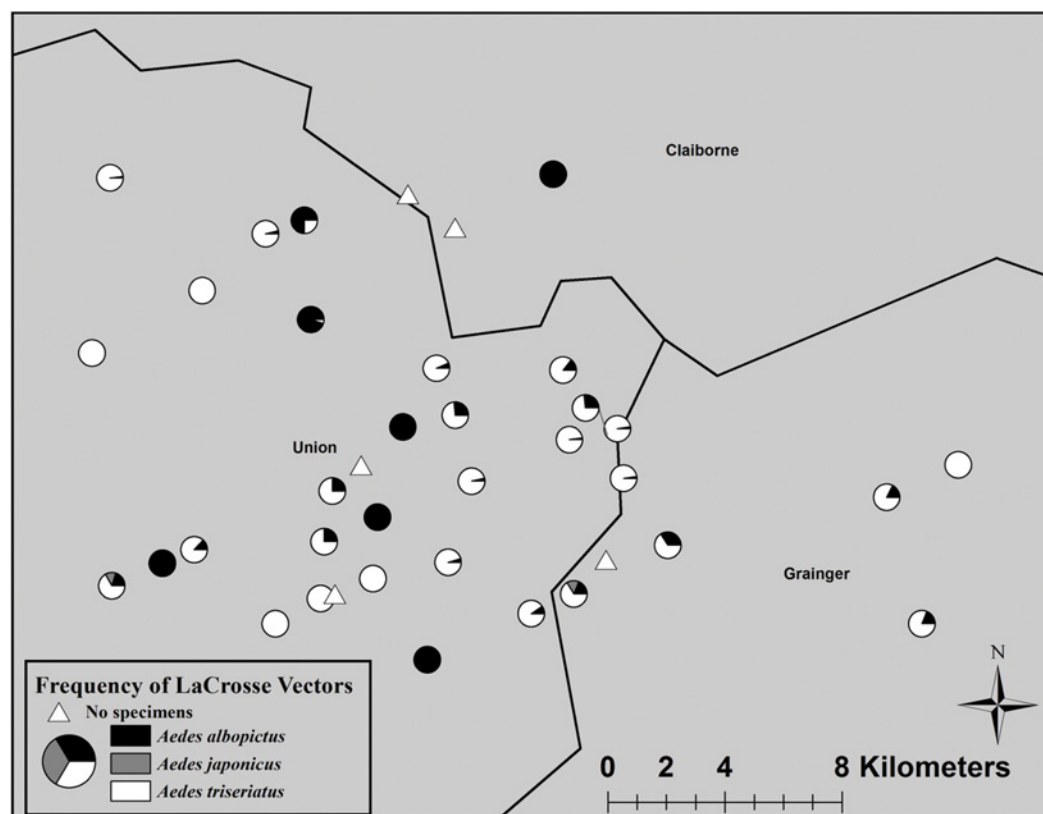 Claiborne
Union
Grainger
Frequency of LaCrosse Vectors
No specimens
Aedes albopictus
Aedes japonicus
Aedes triseriatus
N
0 2 4 8 Kilometers